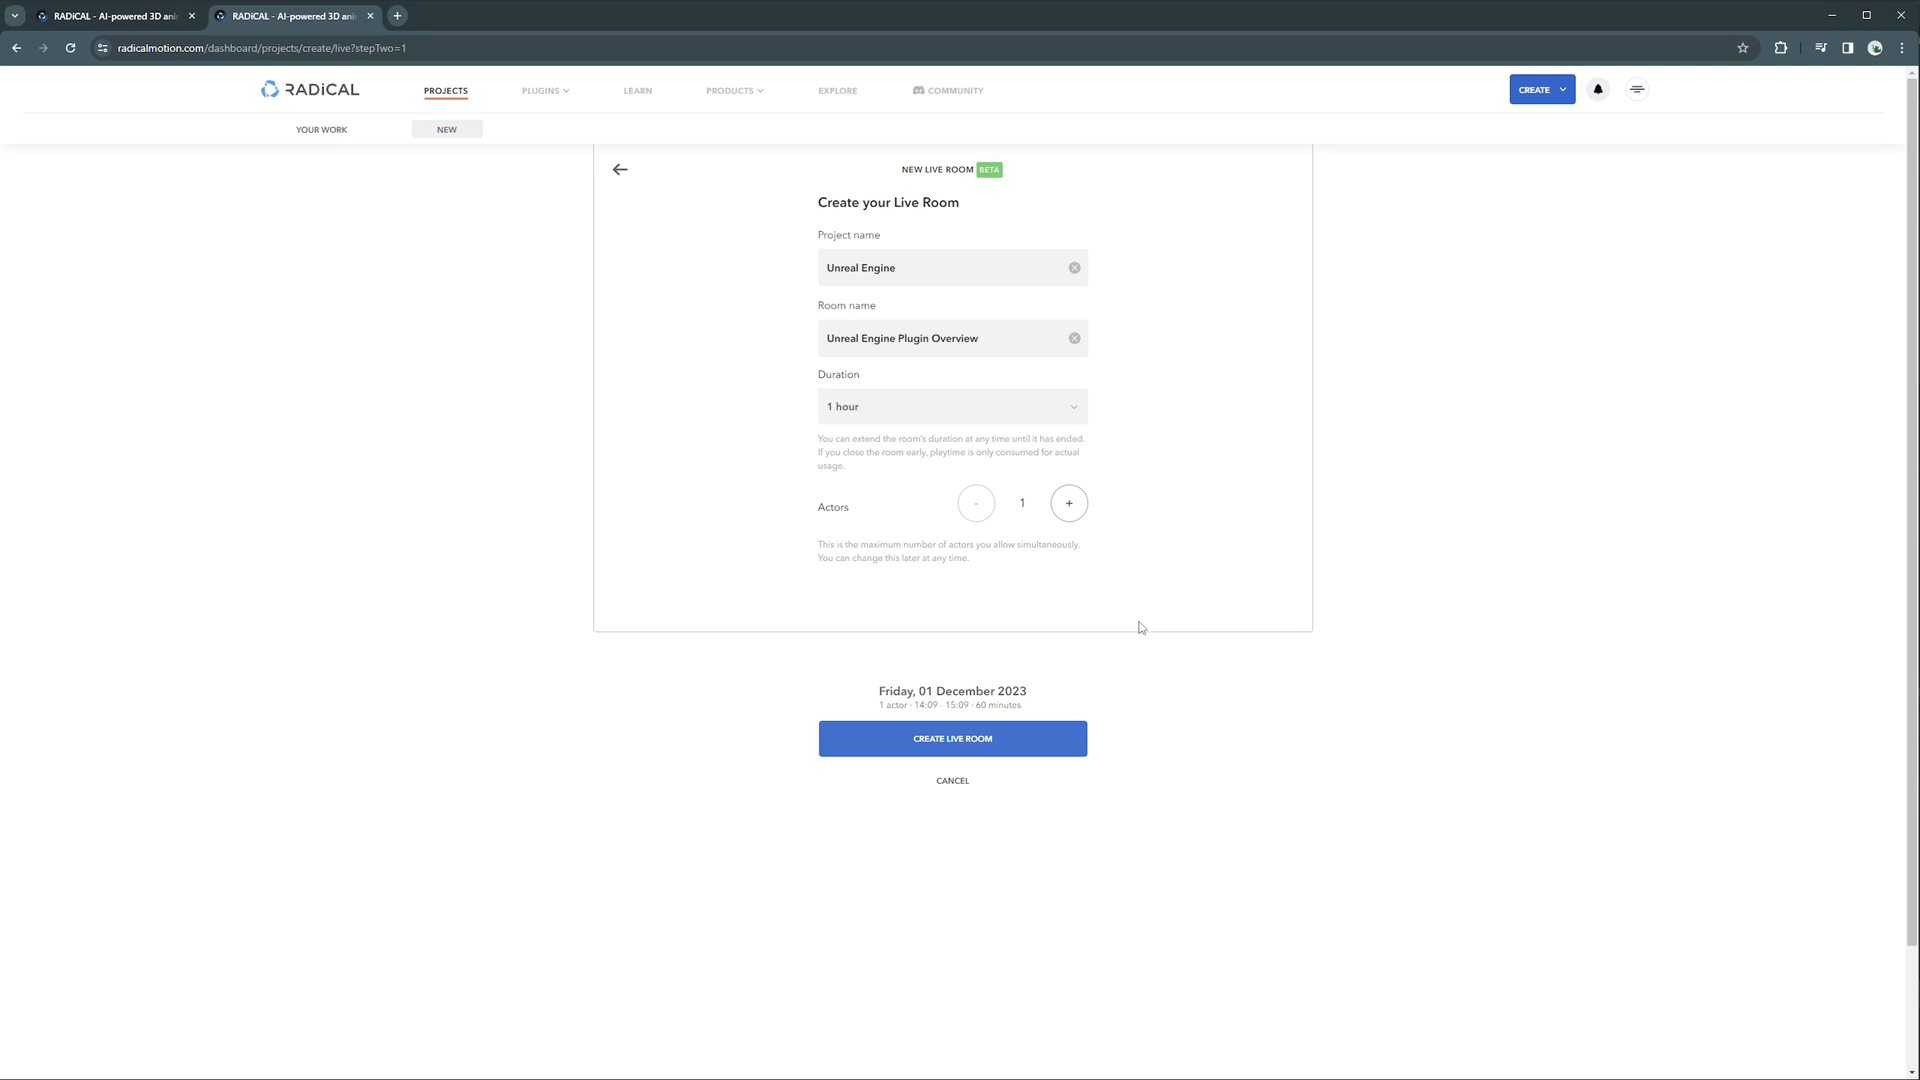 RADiCAL - AI-powered 3D ani
RADiCAL - AI-powered 3D ani
radicalmotion.com/dashboard/projects/create/live?stepTwo=1
RADiCAL
PROJECTS
PLUGINS
LEARN
PRODUCTS
EXPLORE
COMMUNITY
CREATE
YOUR WORK
NEW
NEW LIVE ROOM BETA
Create your Live Room
Project name
Unreal Engine
Room name
Unreal Engine Plugin Overview
Duration
1 hour
You can extend the room's duration at any time until it has ended.
If you close the room early, playtime is only consumed for actual
usage.
Actors
- 1 +
This is the maximum number of actors you allow simultaneously.
You can change this later at any time.
Friday, 01 December 2023
1 actor · 14:09 - 15:09 · 60 minutes
CREATE LIVE ROOM
CANCEL